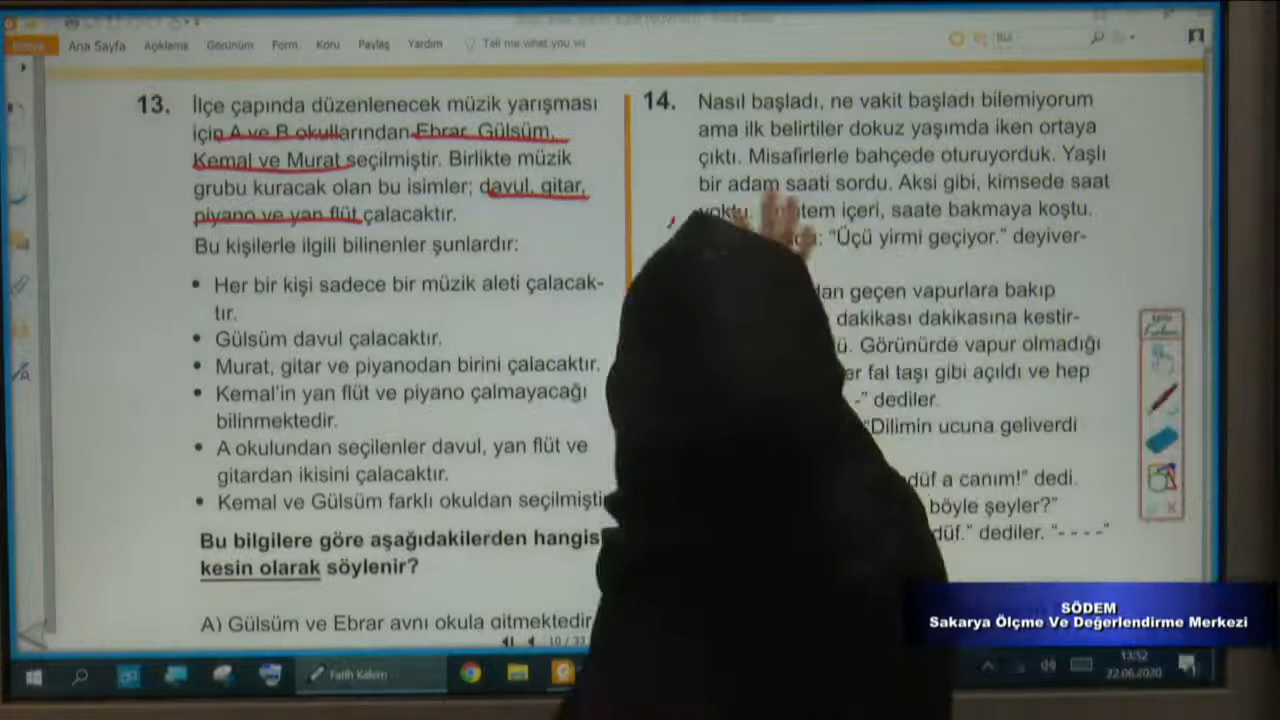 Ana Sayfa Açıklama Görünüm Form Koru Paylaş Yardım Tell me what you
13. İlçe çapında düzenlenecek müzik yarışması
için A ve B okullarından Ebrar, Gülsüm,
Kemal ve Murat seçilmiştir. Birlikte müzik
grubu kuracak olan bu isimler; davul, gitar,
piyano ve yan flüt çalacaktır.
Bu kişilerle ilgili bilinenler şunlardır:
• Her bir kişi sadece bir müzik aleti çalacak-
tır.
• Gülsüm davul çalacaktır.
• Murat, gitar ve piyanodan birini çalacaktır.
• Kemal'in yan flüt ve piyano çalmayacağı
bilinmektedir.
• A okulundan seçilenler davul, yan flüt ve
gitardan ikisini çalacaktır.
• Kemal ve Gülsüm farklı okuldan seçilmişti
Bu bilgilere göre aşağıdakilerden hangis
kesin olarak söylenir?
A) Gülsüm ve Ebrar aynı okula gitmektedir
10 / 33
14. Nasıl başladı, ne vakit başladı bilemiyorum
ama ilk belirtiler dokuz yaşımda iken ortaya
çıktı. Misafirlerle bahçede oturuyorduk. Yaşlı
bir adam saati sordu. Aksi gibi, kimsede saat
yoktu. içeri, saate bakmaya koştu.
"Üçü yirmi geçiyor." deyiver-
geçen vapurlara bakıp
dakikası dakikasına kestir-
Görünürde vapur olmadığı
fal taşı gibi açıldı ve hep
-" dediler.
"Dilimin ucuna geliverdi
a canım!" dedi.
böyle şeyler?"
dediler. "- - - -"
Fatih Kalem
13:52
22.06.2020
SÖDEM
Sakarya Ölçme Ve Değerlendirme Merkezi